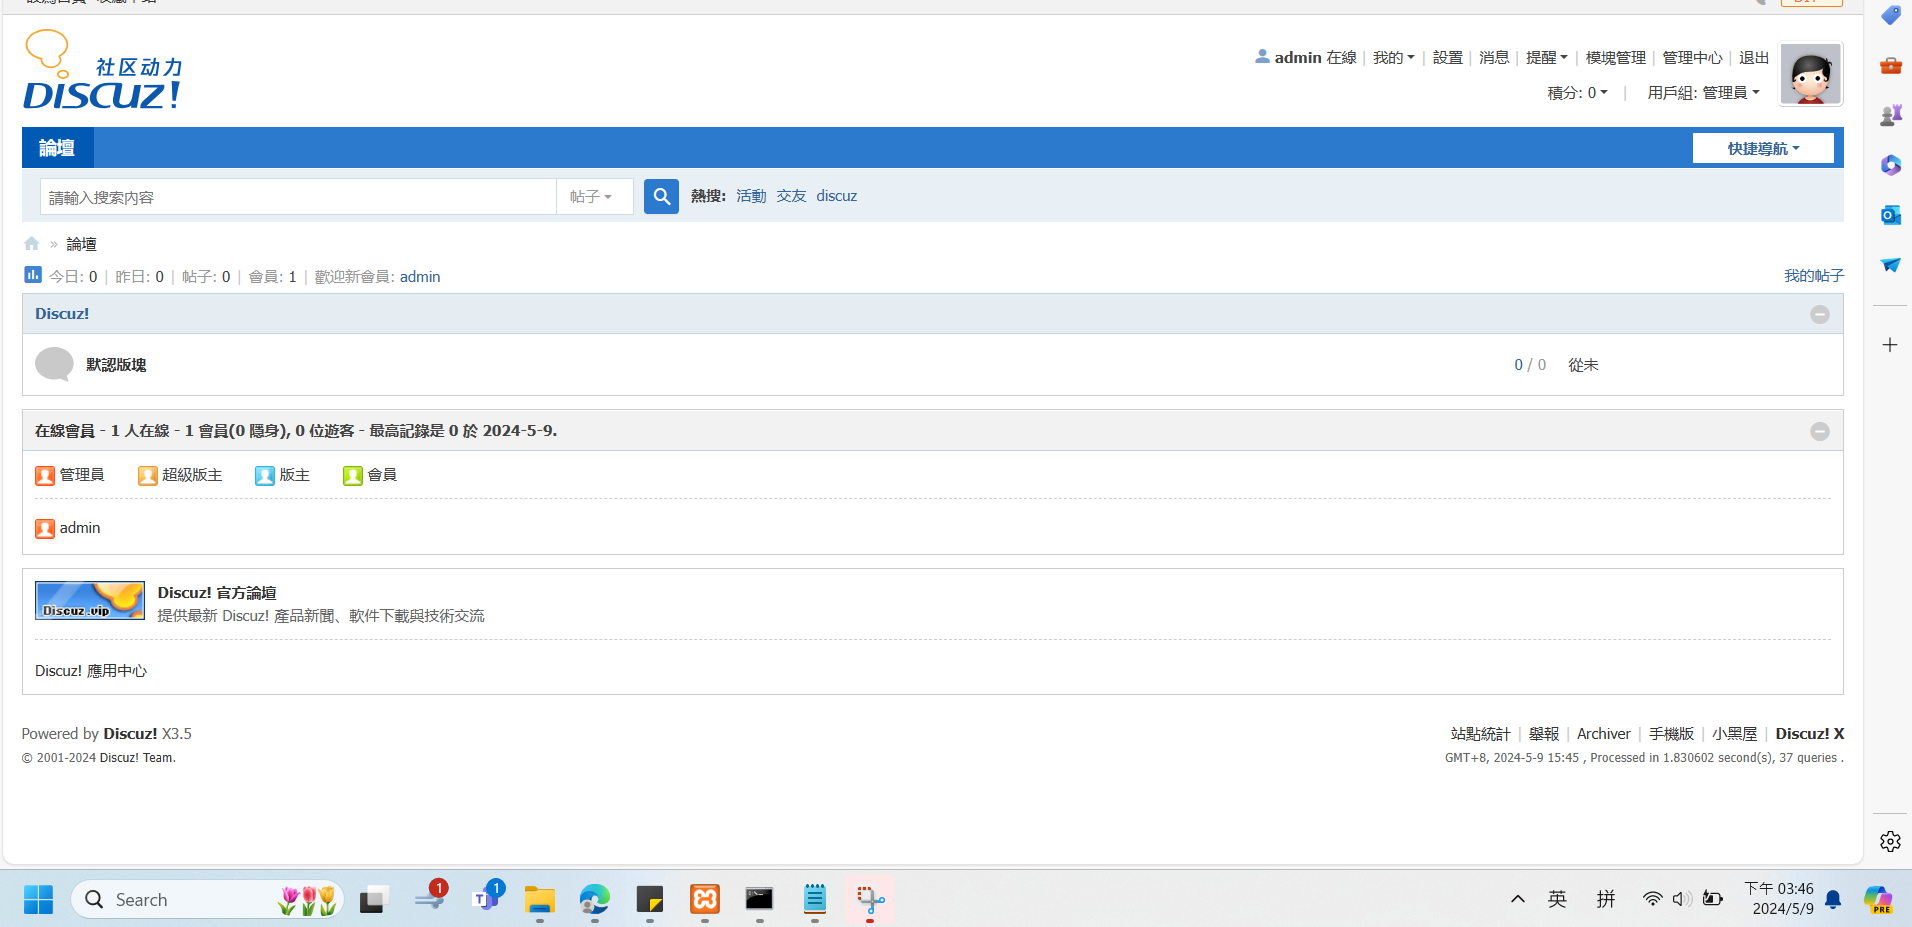 社区动力
DISCUZ!
admin 在線 | 我的 | 設置 | 消息 | 提醒 | 模塊管理 | 管理中心 | 退出
積分: 0 | 用戶組: 管理員
論壇
快捷導航
請輸入搜索内容 帖子 熱搜: 活動 交友 discuz
» 論壇
今日: 0 | 昨日: 0 | 帖子: 0 | 會員: 1 | 歡迎新會員: admin
我的帖子
Discuz!
默認版塊 0 / 0 從未
在線會員 - 1 人在線 - 1 會員(0 隱身), 0 位遊客 - 最高記錄是 0 於 2024-5-9.
管理員 超級版主 版主 會員
admin
Discuz.vip
Discuz! 官方論壇
提供最新 Discuz! 產品新聞、軟件下載與技術交流
Discuz! 應用中心
Powered by Discuz! X3.5
© 2001-2024 Discuz! Team.
站點統計 | 舉報 | Archiver | 手機版 | 小黑屋 | Discuz! X
GMT+8, 2024-5-9 15:45 , Processed in 1.830602 second(s), 37 queries .
Search
1
1
英 拼
下午 03:46
2024/5/9
PRE